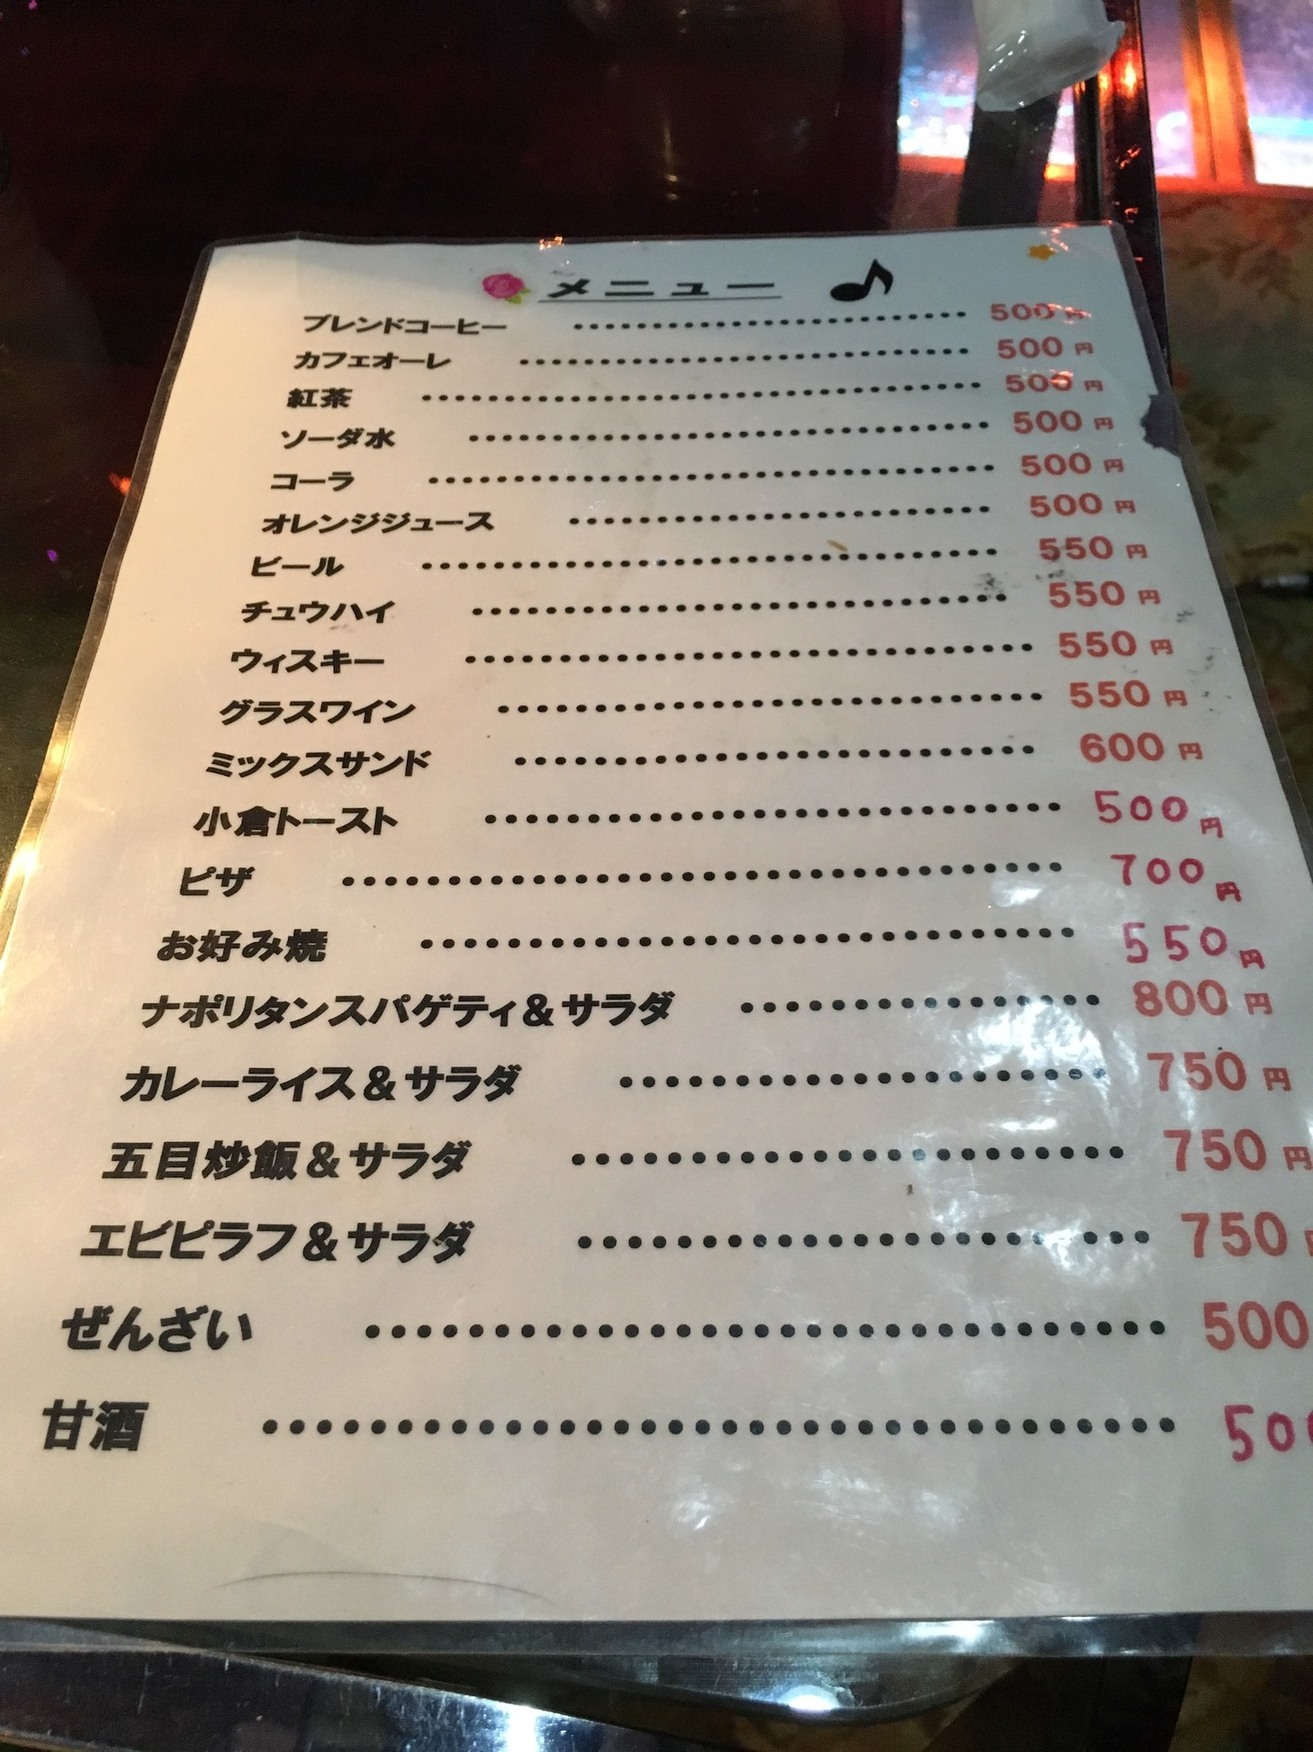 メニュー
ブレンドコーヒー ・・・・・・・・・・・・・・・・・・・・・・・・・・・・・ 500円
カフェオーレ ・・・・・・・・・・・・・・・・・・・・・・・・・・・・・ 500円
紅茶 ・・・・・・・・・・・・・・・・・・・・・・・・・・・・・ 500円
ソーダ水 ・・・・・・・・・・・・・・・・・・・・・・・・・・・・・ 500円
コーラ ・・・・・・・・・・・・・・・・・・・・・・・・・・・・・ 500円
オレンジジュース ・・・・・・・・・・・・・・・・・・・・・・・・・・・・・ 500円
ビール ・・・・・・・・・・・・・・・・・・・・・・・・・・・・・ 550円
チュウハイ ・・・・・・・・・・・・・・・・・・・・・・・・・・・・・ 550円
ウィスキー ・・・・・・・・・・・・・・・・・・・・・・・・・・・・・ 550円
グラスワイン ・・・・・・・・・・・・・・・・・・・・・・・・・・・・・ 550円
ミックスサンド ・・・・・・・・・・・・・・・・・・・・・・・・・・・ 600円
小倉トースト ・・・・・・・・・・・・・・・・・・・・・・・・・・・・・ 500円
ピザ ・・・・・・・・・・・・・・・・・・・・・・・・・・・・・ 700円
お好み焼 ・・・・・・・・・・・・・・・・・・・・・・・・・・・・・ 550円
ナポリタンスパゲティ＆サラダ ・・・・・・・・・・・・・・・・・ 800円
カレーライス＆サラダ ・・・・・・・・・・・・・・・・・・・・・ 750円
五目炒飯＆サラダ ・・・・・・・・・・・・・・・・・・・・・・・ 750円
エビピラフ＆サラダ ・・・・・・・・・・・・・・・・・・・・・・・ 750円
ぜんざい ・・・・・・・・・・・・・・・・・・・・・・・・・・・・・ 500
甘酒 ・・・・・・・・・・・・・・・・・・・・・・・・・・・・・ 500